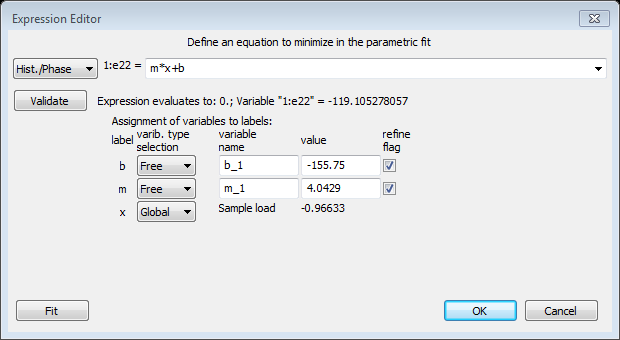 Expression Editor
Define an equation to minimize in the parametric fit
Hist./Phase 1:e22 = m*x+b
Validate Expression evaluates to: 0.; Variable "1:e22" = -119.105278057
Assignment of variables to labels:
label varib. type selection variable name value refine flag
b Free b_1 -155.75
m Free m_1 4.0429
x Global Sample load -0.96633
Fit OK Cancel